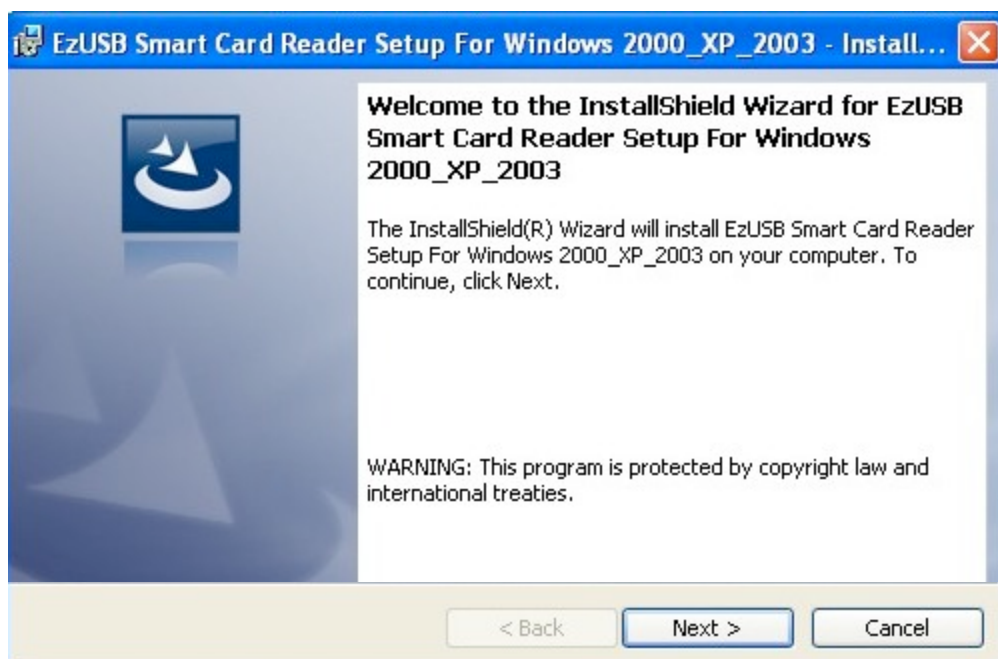 EzUSB Smart Card Reader Setup For Windows 2000_XP_2003 - Install...
Welcome to the InstallShield Wizard for EzUSB
Smart Card Reader Setup For Windows
2000_XP_2003
The InstallShield(R) Wizard will install EzUSB Smart Card Reader
Setup For Windows 2000_XP_2003 on your computer. To
continue, click Next.
WARNING: This program is protected by copyright law and
international treaties.
< Back
Next >
Cancel